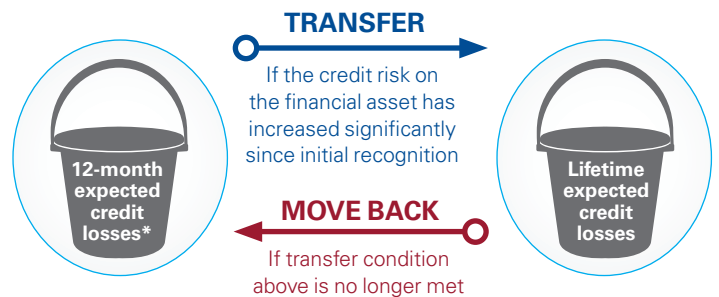 TRANSFER
If the credit risk on
the financial asset has
increased significantly
since initial recognition
12-month
expected
credit
losses*
Lifetime
expected
credit
losses
MOVE BACK
If transfer condition
above is no longer met